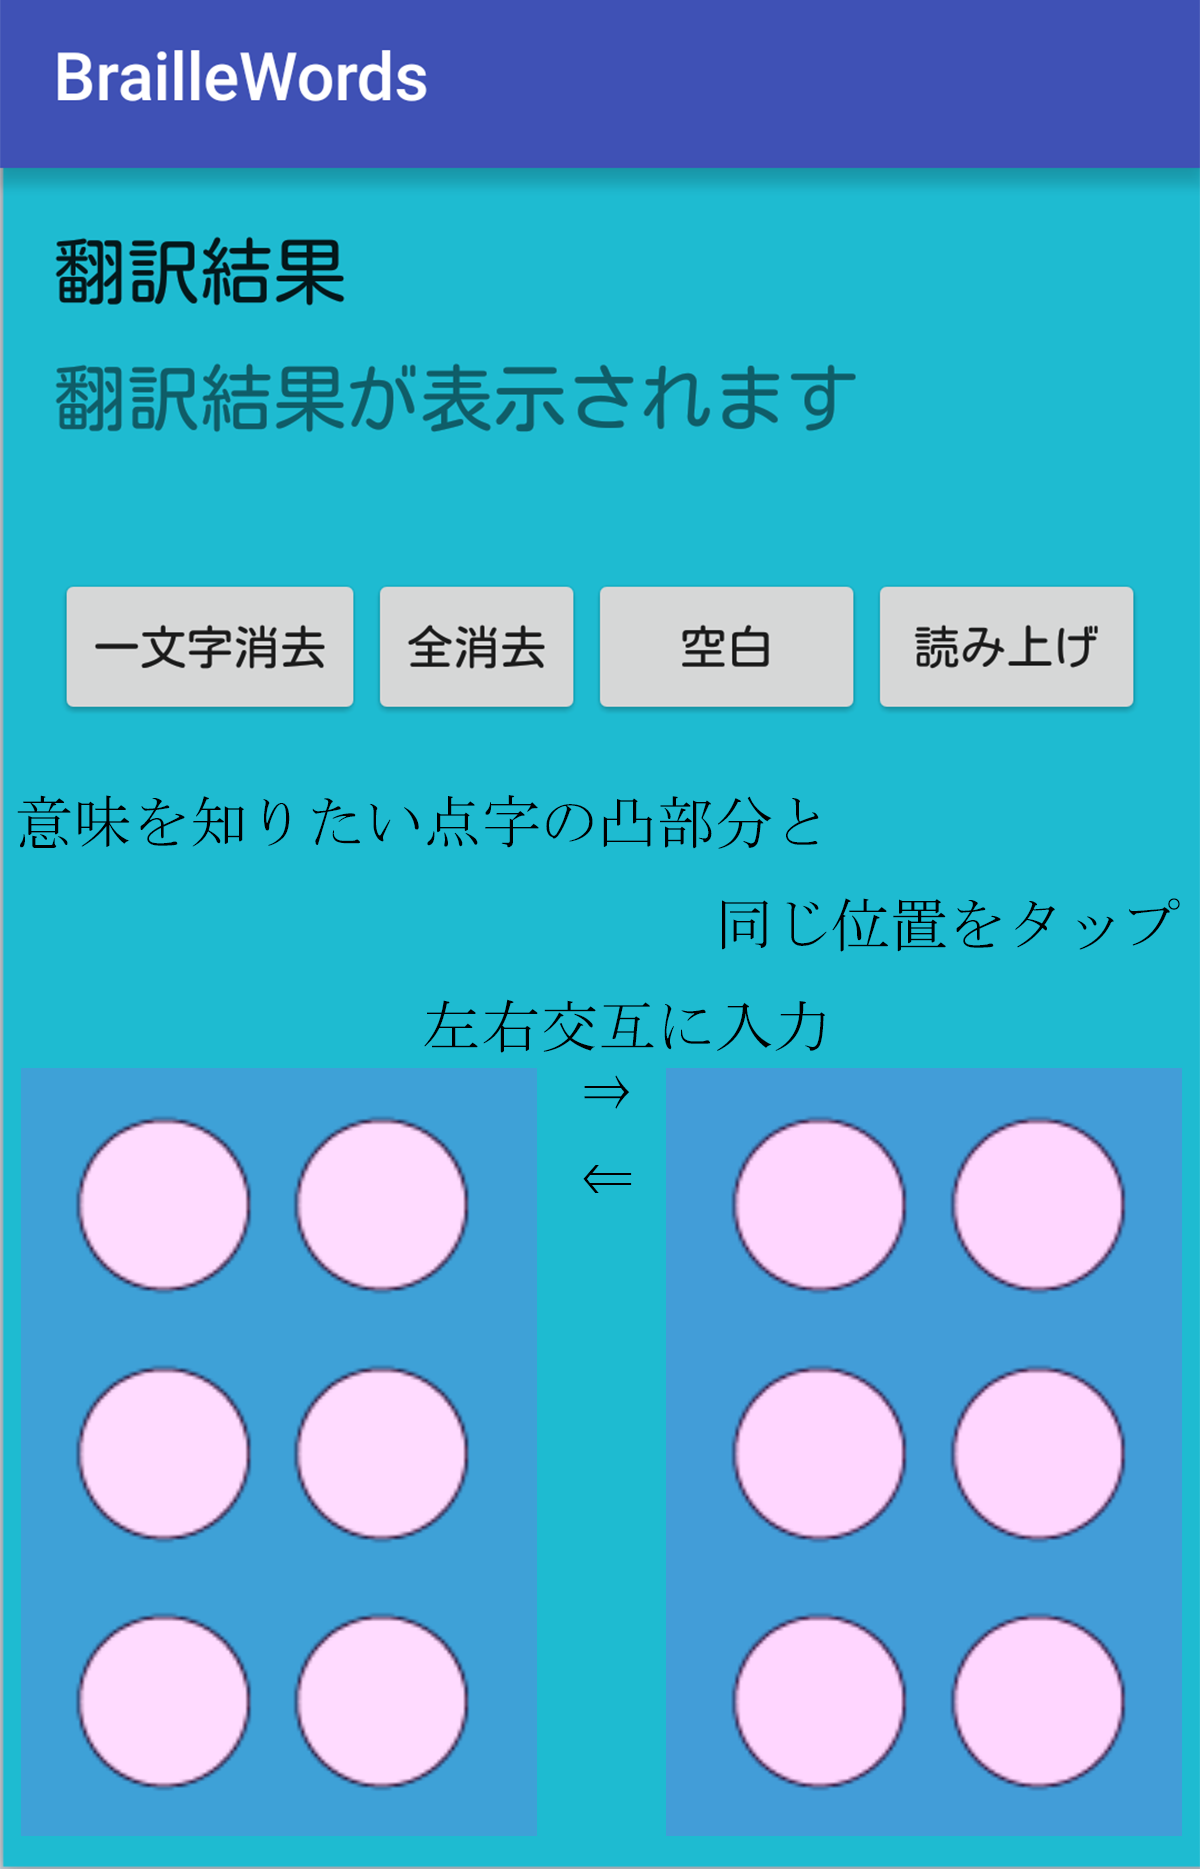 BrailleWords
翻訳結果
翻訳結果が表示されます
一文字消去 全消去 空白 読み上げ
意味を知りたい点字の凸部分と
同じ位置をタップ
左右交互に入力
⇒
⇐